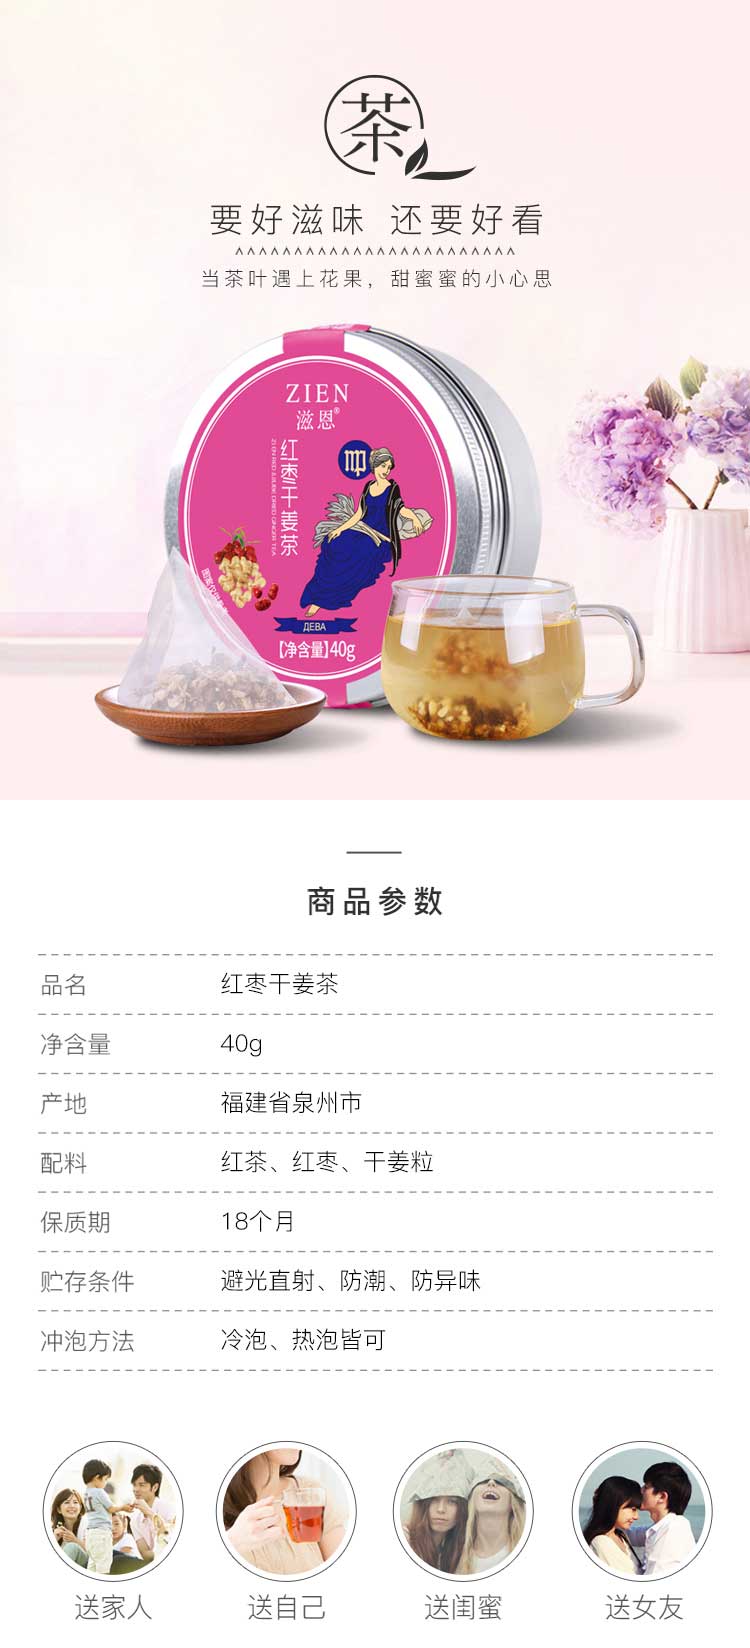 茶
要好滋味 还要好看
当茶叶遇上花果，甜蜜蜜的小心思
ZIEN
滋恩®
红枣干姜茶
ДЕВА
【净含量】40g
商品参数
品名 红枣干姜茶
净含量 40g
产地 福建省泉州市
配料 红茶、红枣、干姜粒
保质期 18个月
贮存条件 避光直射、防潮、防异味
冲泡方法 冷泡、热泡皆可
送家人 送自己 送闺蜜 送女友